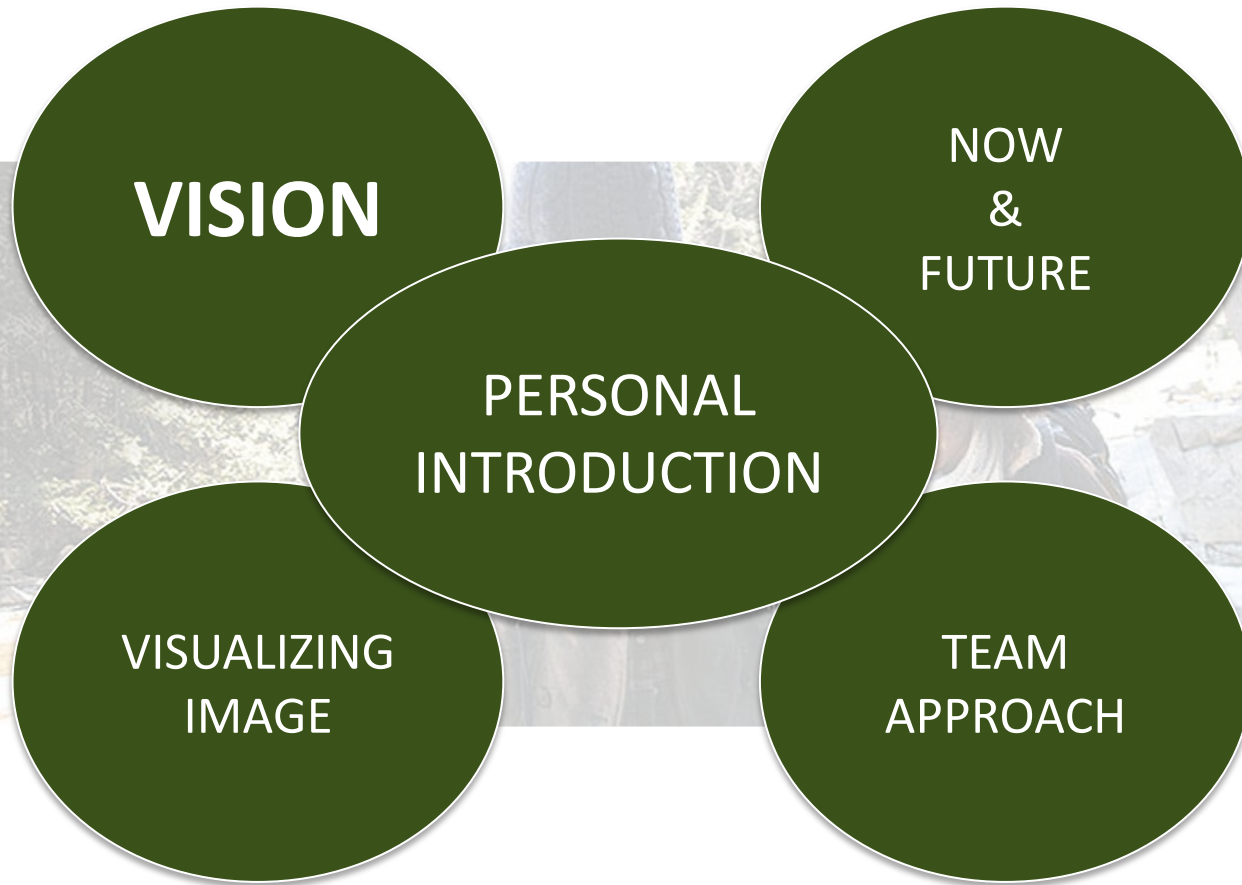 VISION
NOW
&
FUTURE
PERSONAL
INTRODUCTION
VISUALIZING
IMAGE
TEAM
APPROACH